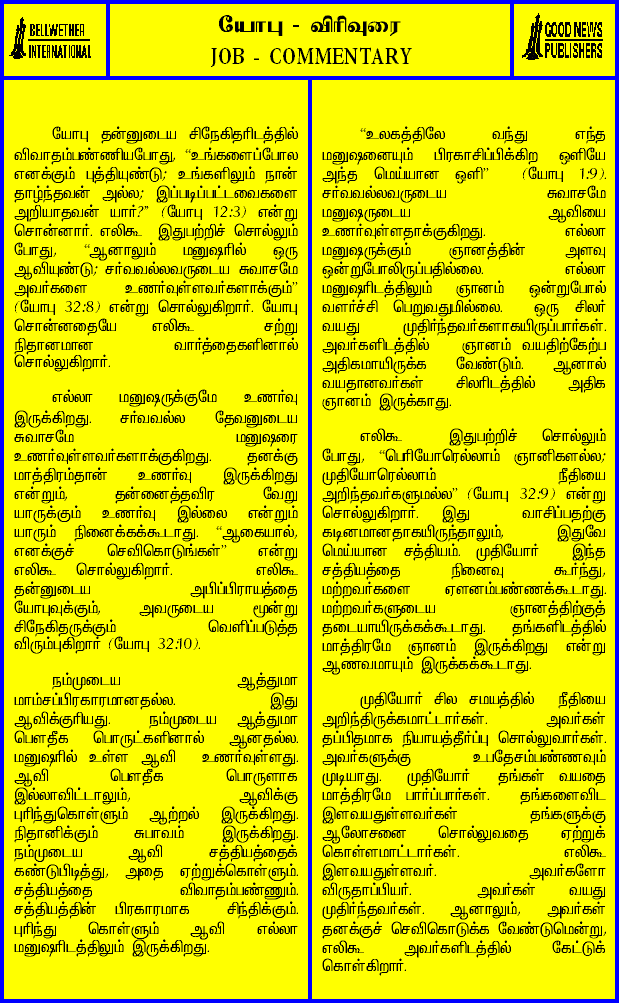 BELLWETHER
INTERNATIONAL
யோபு - விரிவுரை
JOB - COMMENTARY
GOOD NEWS
PUBLISHERS
யோபு தன்னுடைய சிநேகிதரிடத்தில்
விவாதம்பண்ணியபோது, “உங்களைப்போல
எனக்கும் புத்தியுண்டு; உங்களிலும் நான்
தாழ்ந்தவன் அல்ல; இப்படிப்பட்டவைகளை
அறியாதவன் யார்?” (யோபு 12:3) என்று
சொன்னார். எலிகூ இதுபற்றிச் சொல்லும்
போது, “ஆனாலும் மனுஷரில் ஒரு
ஆவியுண்டு; சர்வவல்லவருடைய சுவாசமே
அவர்களை உணர்வுள்ளவர்களாக்கும்”
(யோபு 32:8) என்று சொல்லுகிறார். யோபு
சொன்னதையே எலிகூ சற்று
நிதானமான வார்த்தைகளினால்
சொல்லுகிறார்.
எல்லா மனுஷருக்குமே உணர்வு
இருக்கிறது. சர்வவல்ல தேவனுடைய
சுவாசமே மனுஷரை
உணர்வுள்ளவர்களாக்குகிறது. தனக்கு
மாத்திரம்தான் உணர்வு இருக்கிறது
என்றும், தன்னைத்தவிர வேறு
யாருக்கும் உணர்வு இல்லை என்றும்
யாரும் நினைக்கக்கூடாது. “ஆகையால்,
எனக்குச் செவிகொடுங்கள்” என்று
எலிகூ சொல்லுகிறார். எலிகூ
தன்னுடைய அபிப்பிராயத்தை
யோபுவுக்கும், அவருடைய மூன்று
சிநேகிதருக்கும் வெளிப்படுத்த
விரும்புகிறார் (யோபு 32:10).
நம்முடைய ஆத்துமா
மாம்சப்பிரகாரமானதல்ல. இது
ஆவிக்குரியது. நம்முடைய ஆத்துமா
பௌதீக பொருட்களினால் ஆனதல்ல.
மனுஷரில் உள்ள ஆவி உணர்வுள்ளது.
ஆவி பௌதீக பொருளாக
இல்லாவிட்டாலும், ஆவிக்கு
புரிந்துகொள்ளும் ஆற்றல் இருக்கிறது.
நிதானிக்கும் சுபாவம் இருக்கிறது.
நம்முடைய ஆவி சத்தியத்தைக்
கண்டுபிடித்து, அதை ஏற்றுக்கொள்ளும்.
சத்தியத்தை விவாதம்பண்ணும்.
சத்தியத்தின் பிரகாரமாக சிந்திக்கும்.
புரிந்து கொள்ளும் ஆவி எல்லா
மனுஷரிடத்திலும் இருக்கிறது.
“உலகத்திலே வந்து எந்த
மனுஷனையும் பிரகாசிப்பிக்கிற ஒளியே
அந்த மெய்யான ஒளி” (யோபு 1:9).
சர்வவல்லவருடைய சுவாசமே
மனுஷருடைய ஆவியை
உணர்வுள்ளதாக்குகிறது. எல்லா
மனுஷருக்கும் ஞானத்தின் அளவு
ஒன்றுபோலிருப்பதில்லை. எல்லா
மனுஷரிடத்திலும் ஞானம் ஒன்றுபோல்
வளர்ச்சி பெறுவதுமில்லை. ஒரு சிலர்
வயது முதிர்ந்தவர்களாகயிருப்பார்கள்.
அவர்களிடத்தில் ஞானம் வயதிற்கேற்ப
அதிகமாயிருக்க வேண்டும். ஆனால்
வயதானவர்கள் சிலரிடத்தில் அதிக
ஞானம் இருக்காது.
எலிகூ இதுபற்றிச் சொல்லும்
போது, “பெரியோரெல்லாம் ஞானிகளல்ல;
முதியோரெல்லாம் நீதியை
அறிந்தவர்களுமல்ல” (யோபு 32:9) என்று
சொல்லுகிறார். இது வாசிப்பதற்கு
கடினமானதாகயிருந்தாலும், இதுவே
மெய்யான சத்தியம். முதியோர் இந்த
சத்தியத்தை நினைவு கூர்ந்து,
மற்றவர்களை ஏளனம்பண்ணக்கூடாது.
மற்றவர்களுடைய ஞானத்திற்குத்
தடையாயிருக்கக்கூடாது. தங்களிடத்தில்
மாத்திரமே ஞானம் இருக்கிறது என்று
ஆணவமாயும் இருக்கக்கூடாது.
முதியோர் சில சமயத்தில் நீதியை
அறிந்திருக்கமாட்டார்கள். அவர்கள்
தப்பிதமாக நியாயத்தீர்ப்பு சொல்லுவார்கள்.
அவர்களுக்கு உபதேசம்பண்ணவும்
முடியாது. முதியோர் தங்கள் வயதை
மாத்திரமே பார்ப்பார்கள். தங்களைவிட
இளவயதுள்ளவர்கள் தங்களுக்கு
ஆலோசனை சொல்லுவதை ஏற்றுக்
கொள்ளமாட்டார்கள். எலிகூ
இளவயதுள்ளவர். அவர்களோ
விருதாப்பியர். அவர்கள் வயது
முதிர்ந்தவர்கள். ஆனாலும், அவர்கள்
தனக்குச் செவிகொடுக்க வேண்டுமென்று,
எலிகூ அவர்களிடத்தில் கேட்டுக்
கொள்கிறார்.